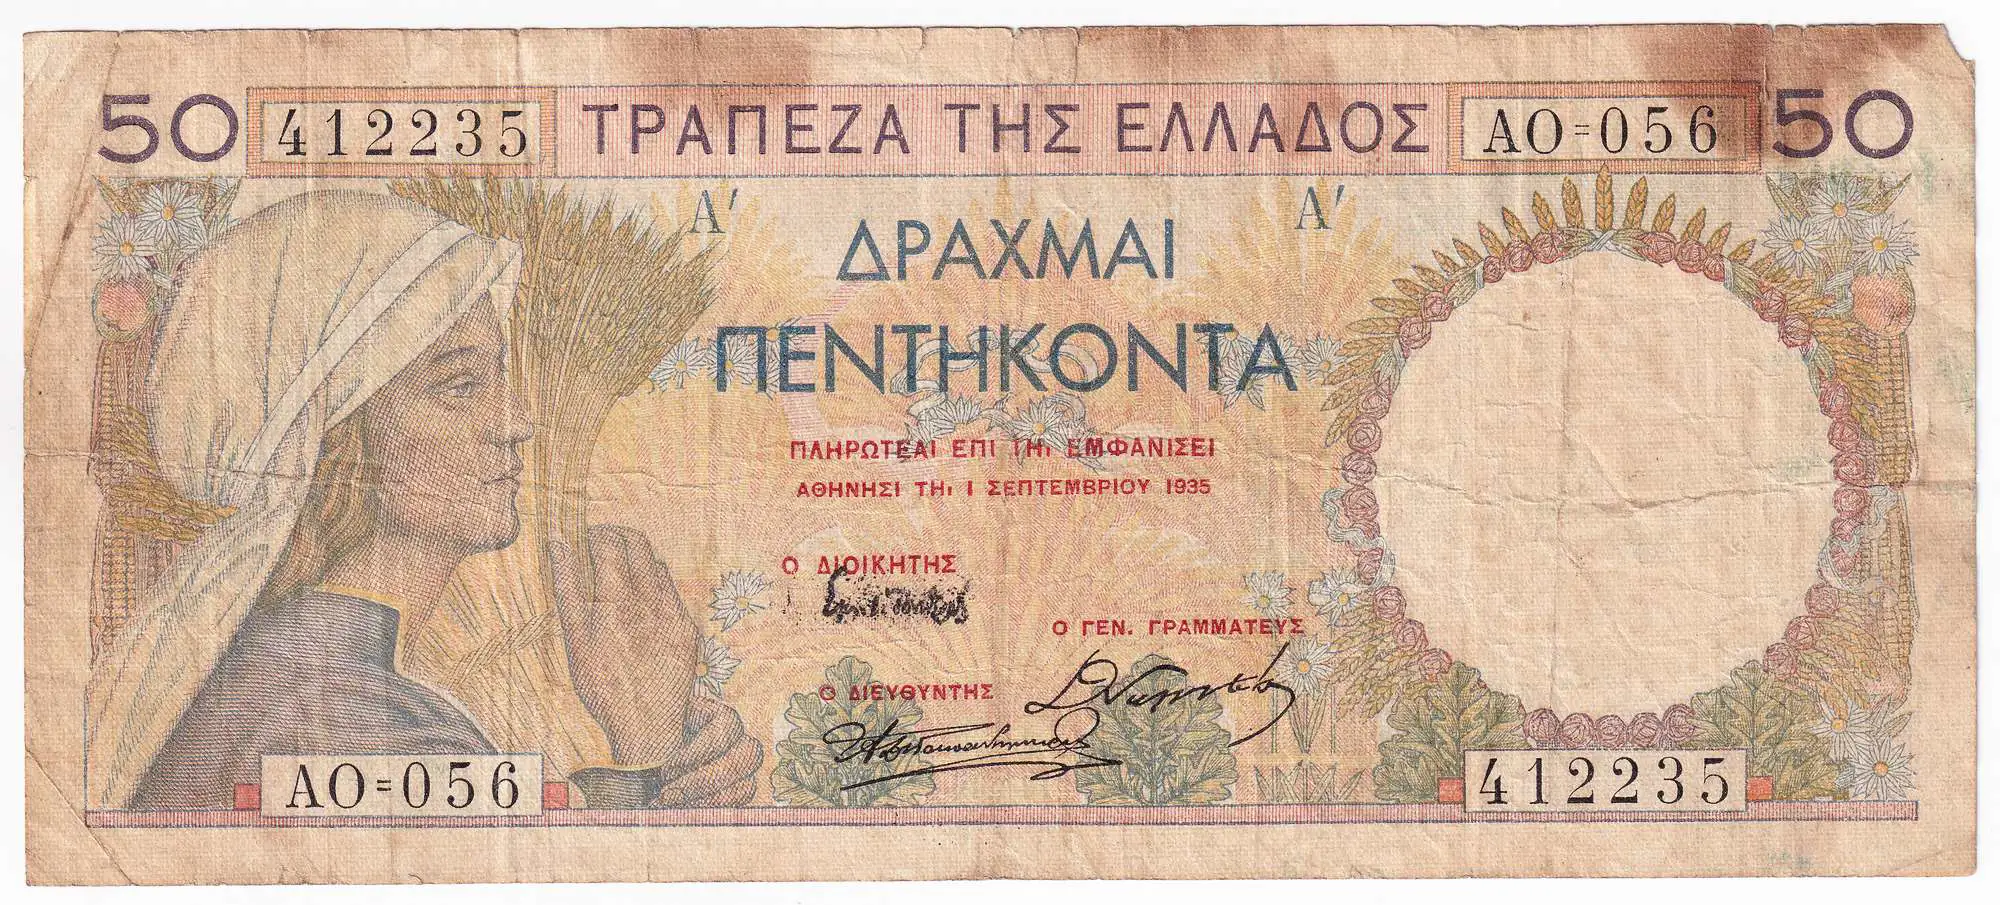 50 412235 ΤΡΑΠΕΖΑ ΤΗΣ ΕΛΛΑΔΟΣ ΑΟ=056 50
Α′ Α′
ΔΡΑΧΜΑΙ
ΠΕΝΤΗΚΟΝΤΑ
ΠΛΗΡΩΤΕΑΙ ΕΠΙ ΤΗι ΕΜΦΑΝΙΣΕΙ
ΑΘΗΝΗΣΙ ΤΗι 1 ΣΕΠΤΕΜΒΡΙΟΥ 1935
Ο ΔΙΟΙΚΗΤΗΣ
Ο ΓΕΝ. ΓΡΑΜΜΑΤΕΥΣ
Ο ΔΙΕΥΘΥΝΤΗΣ
ΑΟ=056 412235